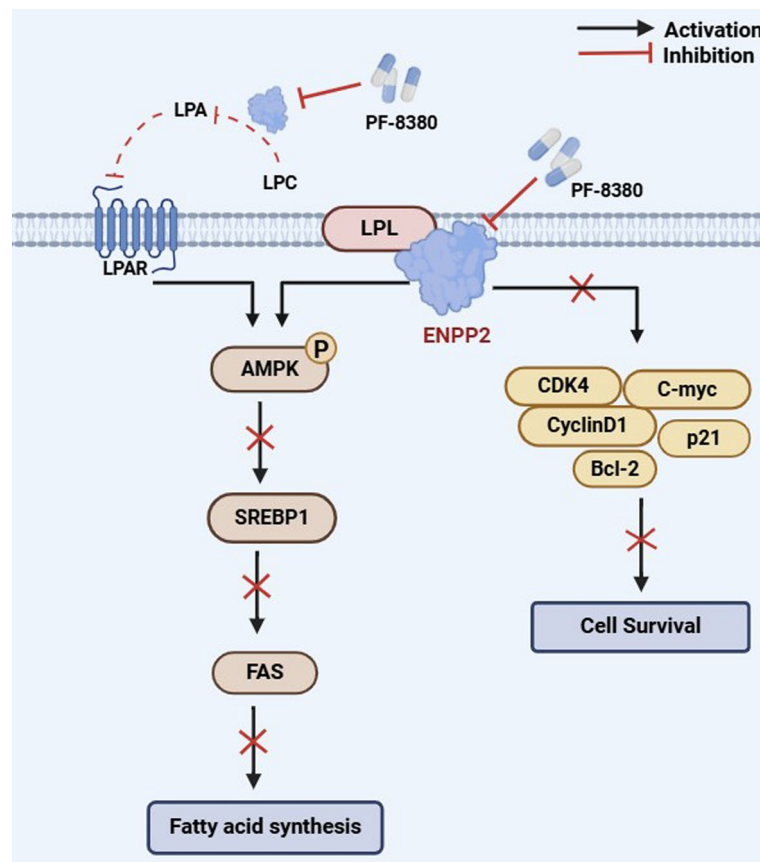 Activation
Inhibition
LPA
PF-8380
LPC
PF-8380
LPL
LPAR
ENPP2
P
AMPK
CDK4
C-myc
CyclinD1
p21
Bcl-2
SREBP1
Cell Survival
FAS
Fatty acid synthesis